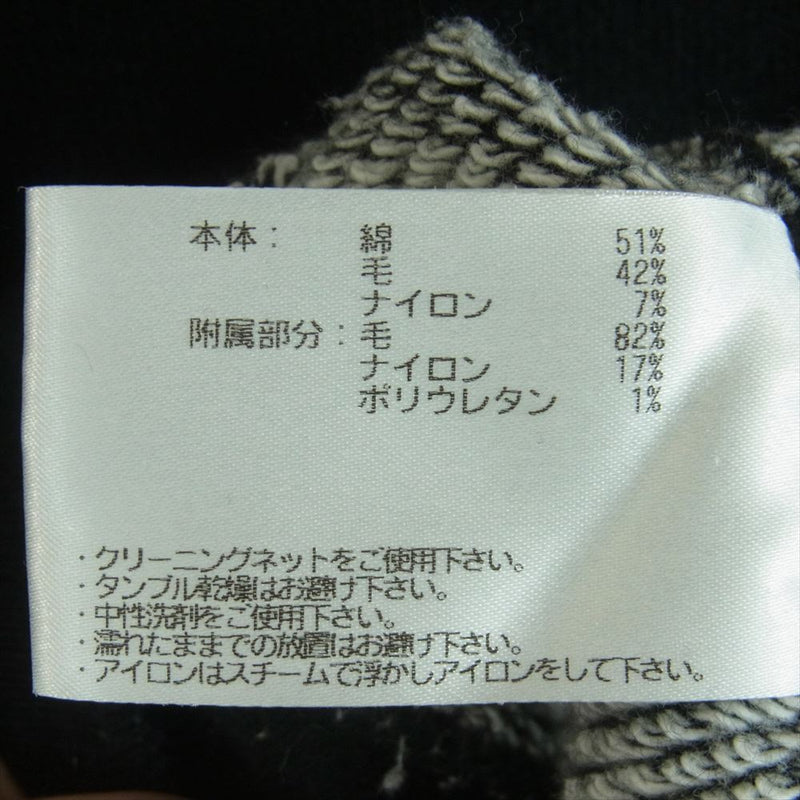 本体： 綿 51%
毛 42%
ナイロン 7%
附属部分：毛 82%
ナイロン 17%
ポリウレタン 1%
・クリーニングネットをご使用下さい。
・タンブル乾燥はお避け下さい。
・中性洗剤をご使用下さい。
・濡れたままでの放置はお避け下さい。
・アイロンはスチームで浮かしアイロンをして下さい。